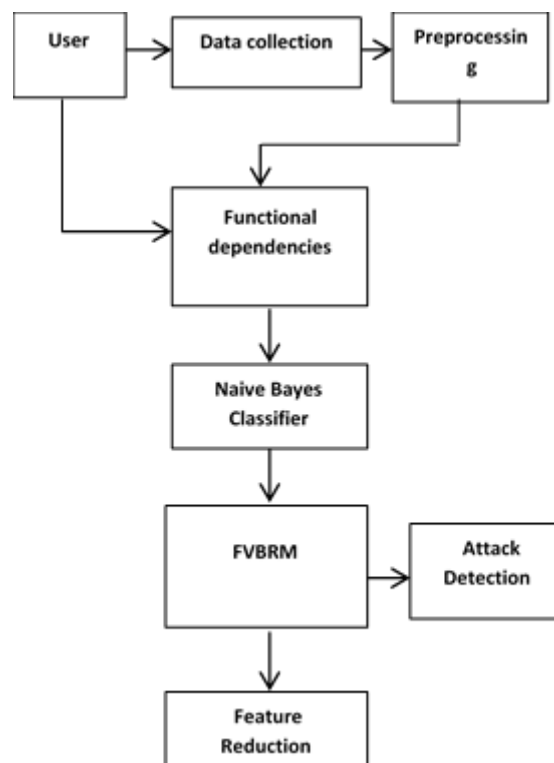 User
Data collection
Preprocessin
g
Functional
dependencies
Naive Bayes
Classifier
FVBRM
Attack
Detection
Feature
Reduction